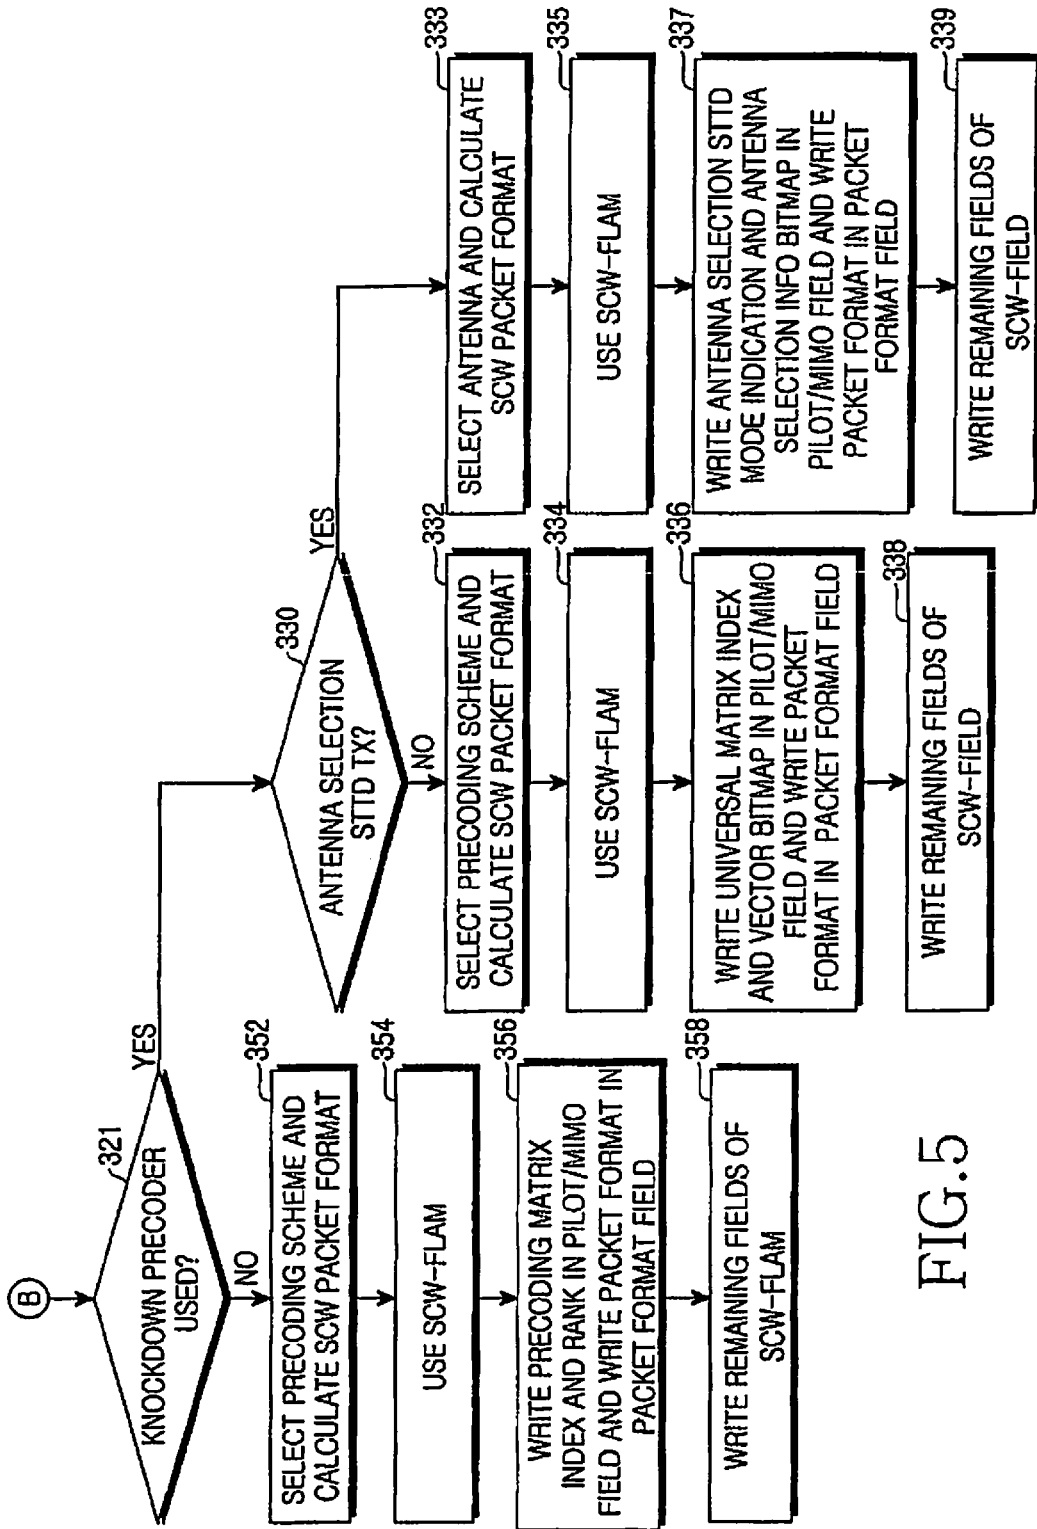 B
KNOCKDOWN PRECODER
USED?
321
YES
NO
SELECT PRECODING SCHEME AND
CALCULATE SCW PACKET FORMAT
352
USE SCW-FLAM
354
WRITE PRECODING MATRIX
INDEX AND RANK IN PILOT/MIMO
FIELD AND WRITE PACKET FORMAT IN
PACKET FORMAT FIELD
356
WRITE REMAINING FIELDS OF
SCW-FLAM
358
ANTENNA SELECTION
STTD TX?
330
YES
NO
SELECT PRECODING SCHEME AND
CALCULATE SCW PACKET FORMAT
332
USE SCW-FLAM
334
WRITE UNIVERSAL MATRIX INDEX
AND VECTOR BITMAP IN PILOT/MIMO
FIELD AND WRITE PACKET
FORMAT IN PACKET FORMAT FIELD
336
WRITE REMAINING FIELDS OF
SCW-FIELD
338
SELECT ANTENNA AND CALCULATE
SCW PACKET FORMAT
333
USE SCW-FLAM
335
WRITE ANTENNA SELECTION STTD
MODE INDICATION AND ANTENNA
SELECTION INFO BITMAP IN
PILOT/MIMO FIELD AND WRITE
PACKET FORMAT IN PACKET
FORMAT FIELD
337
WRITE REMAINING FIELDS OF
SCW-FIELD
339
FIG.5